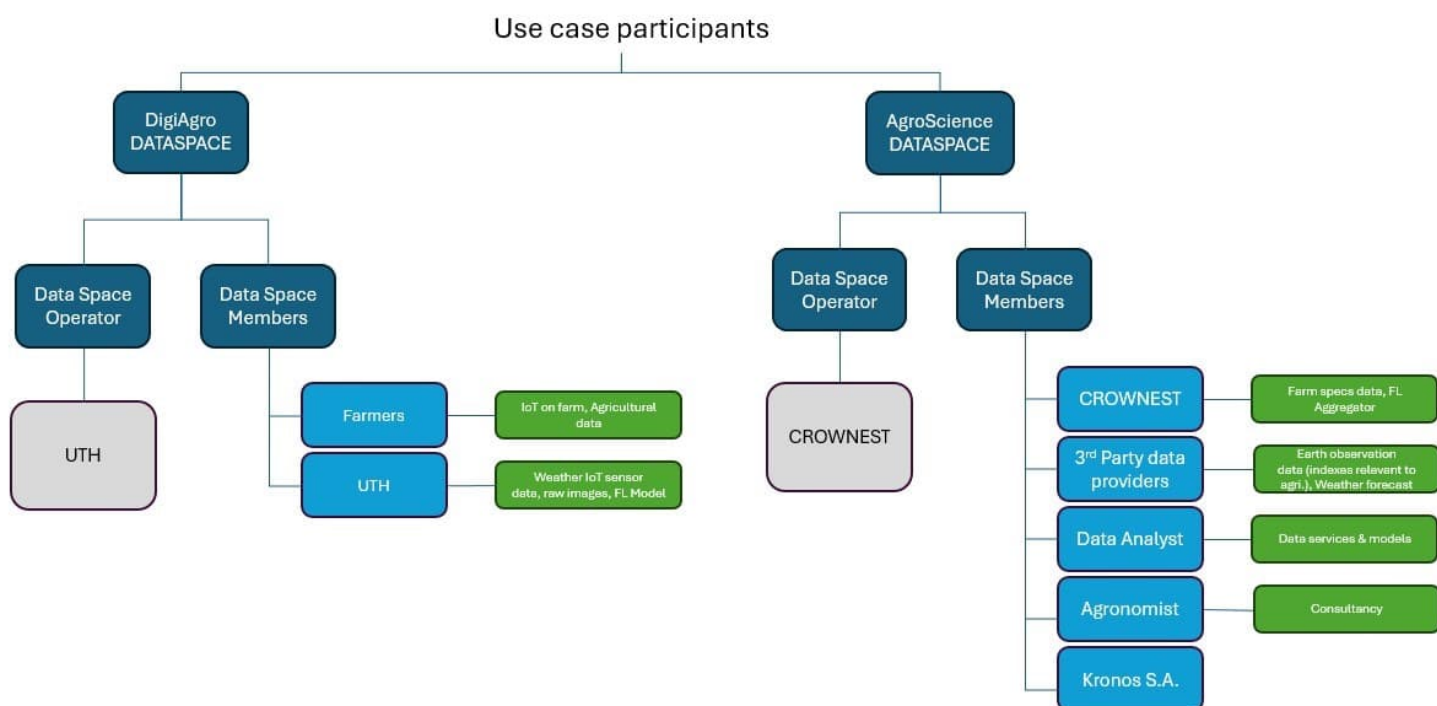 Use case participants
DigiAgro
DATASPACE
AgroScience
DATASPACE
Data Space
Operator
Data Space
Members
Data Space
Operator
Data Space
Members
UTH
Farmers
IoT on farm, Agricultural
data
UTH
Weather IoT sensor
data, raw images, FL Model
CROWNEST
CROWNEST
Farm specs data, FL
Aggregator
3rd Party data
providers
Earth observation
data (indexes relevant to
agri.), Weather forecast
Data Analyst
Data services & models
Agronomist
Consultancy
Kronos S.A.